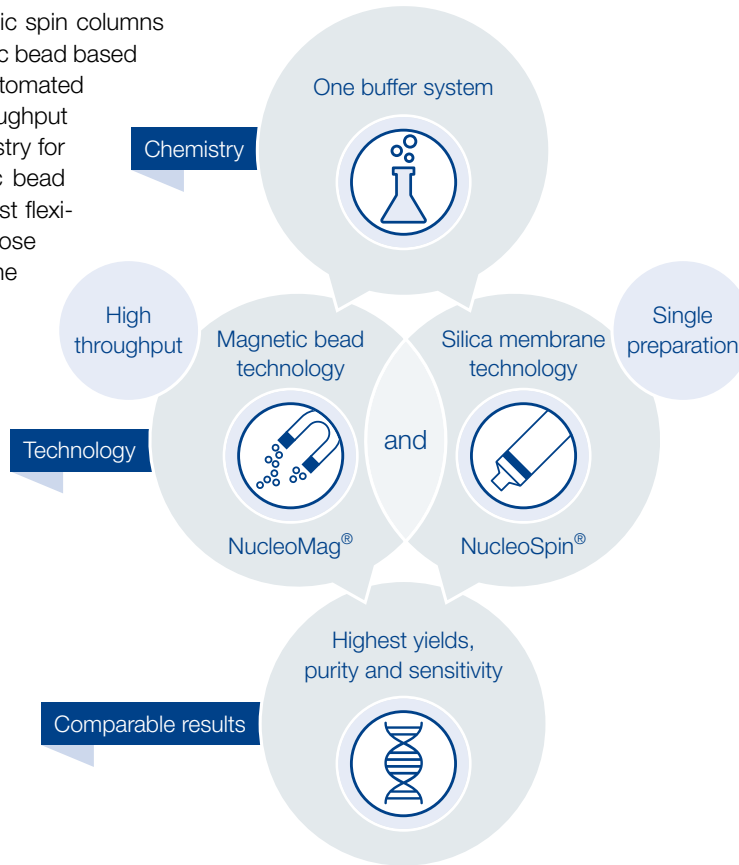 ic spin columns
c bead based
tomated
ughput
stry for
c bead
st flexi-
ose
ne
One buffer system
Chemistry
High
throughput
Magnetic bead
technology
Silica membrane
technology
Single
preparation
Technology
and
NucleoMag®
NucleoSpin®
Highest yields,
purity and sensitivity
Comparable results